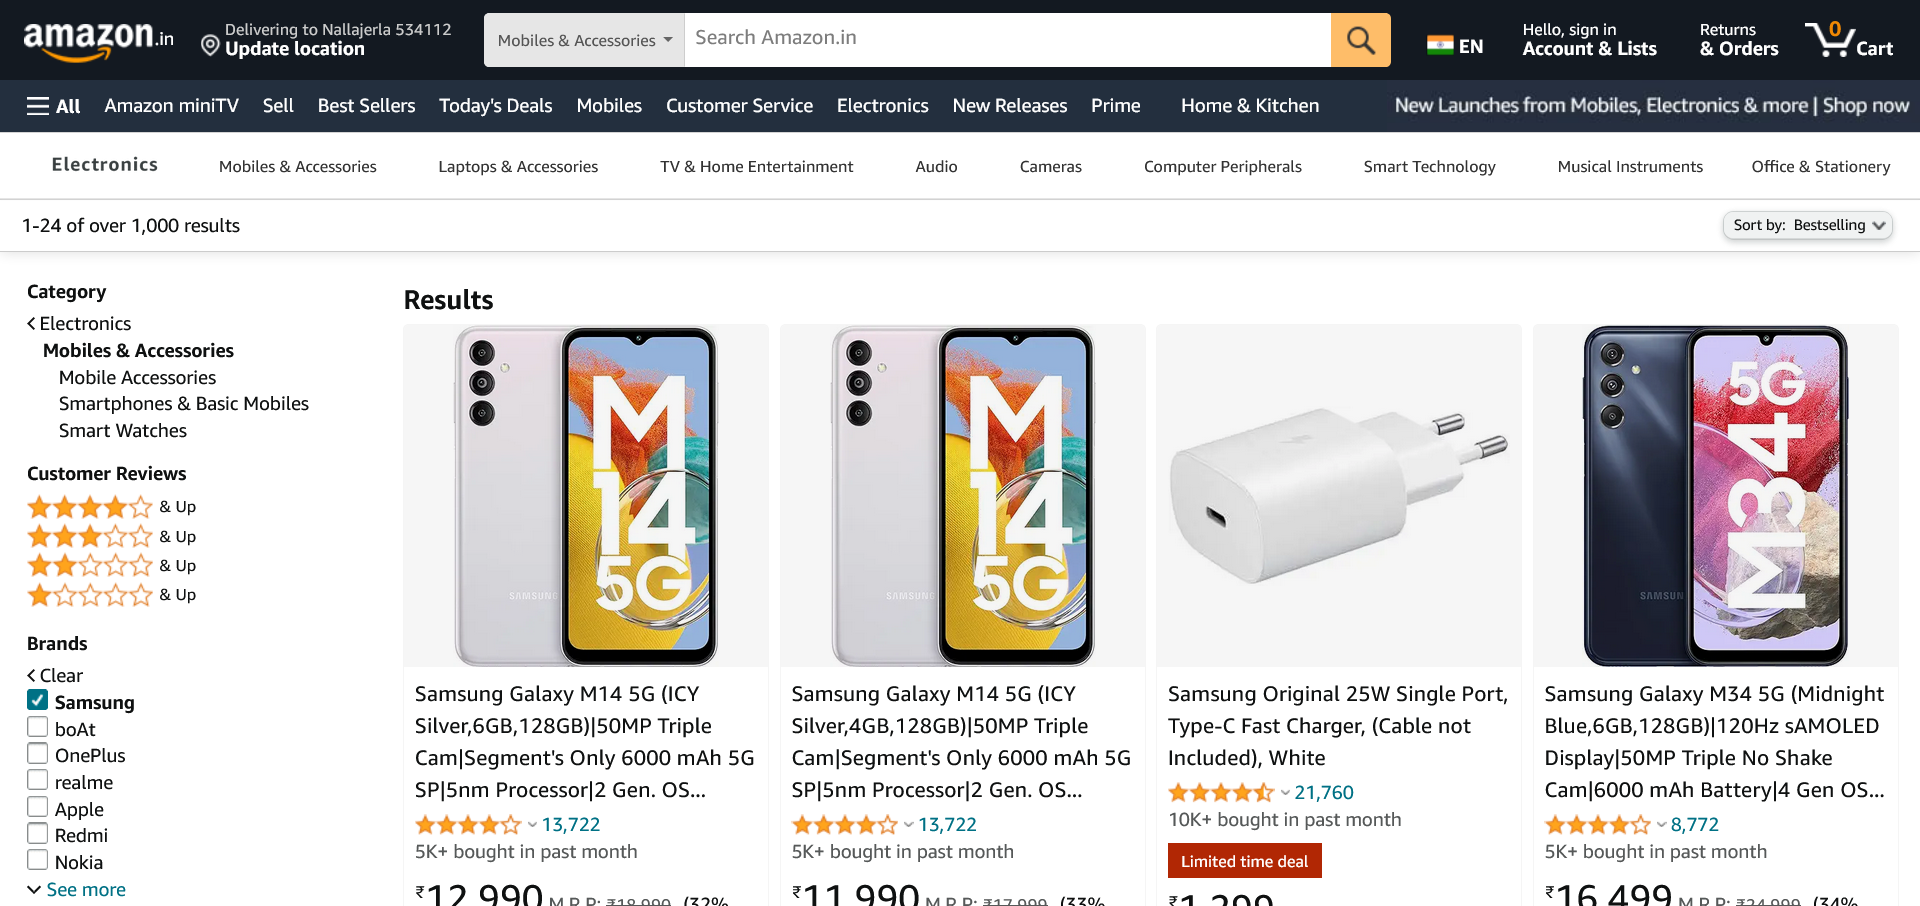 amazon.in
Delivering to Nallajerla 534112
Update location
Mobiles & Accessories
Search Amazon.in
EN
Hello, sign in
Account & Lists
Returns
& Orders
0
Cart
All
Amazon miniTV
Sell
Best Sellers
Today's Deals
Mobiles
Customer Service
Electronics
New Releases
Prime
Home & Kitchen
New Launches from Mobiles, Electronics & more | Shop now
Electronics
Mobiles & Accessories
Laptops & Accessories
TV & Home Entertainment
Audio
Cameras
Computer Peripherals
Smart Technology
Musical Instruments
Office & Stationery
1-24 of over 1,000 results
Sort by: Bestselling
Category
Electronics
Mobiles & Accessories
Mobile Accessories
Smartphones & Basic Mobiles
Smart Watches
Customer Reviews
& Up
& Up
& Up
& Up
Brands
Clear
Samsung
boAt
OnePlus
realme
Apple
Redmi
Nokia
See more
Results
M
14
5G
SAMSUNG
Samsung Galaxy M14 5G (ICY
Silver,6GB,128GB)|50MP Triple
Cam|Segment's Only 6000 mAh 5G
SP|5nm Processor|2 Gen. OS...
13,722
5K+ bought in past month
₹12,990 M.R.P: ₹18,990 (32%
M
14
5G
SAMSUNG
Samsung Galaxy M14 5G (ICY
Silver,4GB,128GB)|50MP Triple
Cam|Segment's Only 6000 mAh 5G
SP|5nm Processor|2 Gen. OS...
13,722
5K+ bought in past month
₹11,990 M.R.P: ₹17,990 (33%
Samsung Original 25W Single Port,
Type-C Fast Charger, (Cable not
Included), White
21,760
10K+ bought in past month
Limited time deal
₹1,299
5G
M34
SAMSUN
Samsung Galaxy M34 5G (Midnight
Blue,6GB,128GB)|120Hz sAMOLED
Display|50MP Triple No Shake
Cam|6000 mAh Battery|4 Gen OS...
8,772
5K+ bought in past month
₹16,499 M.R.P: ₹24,999 (34%